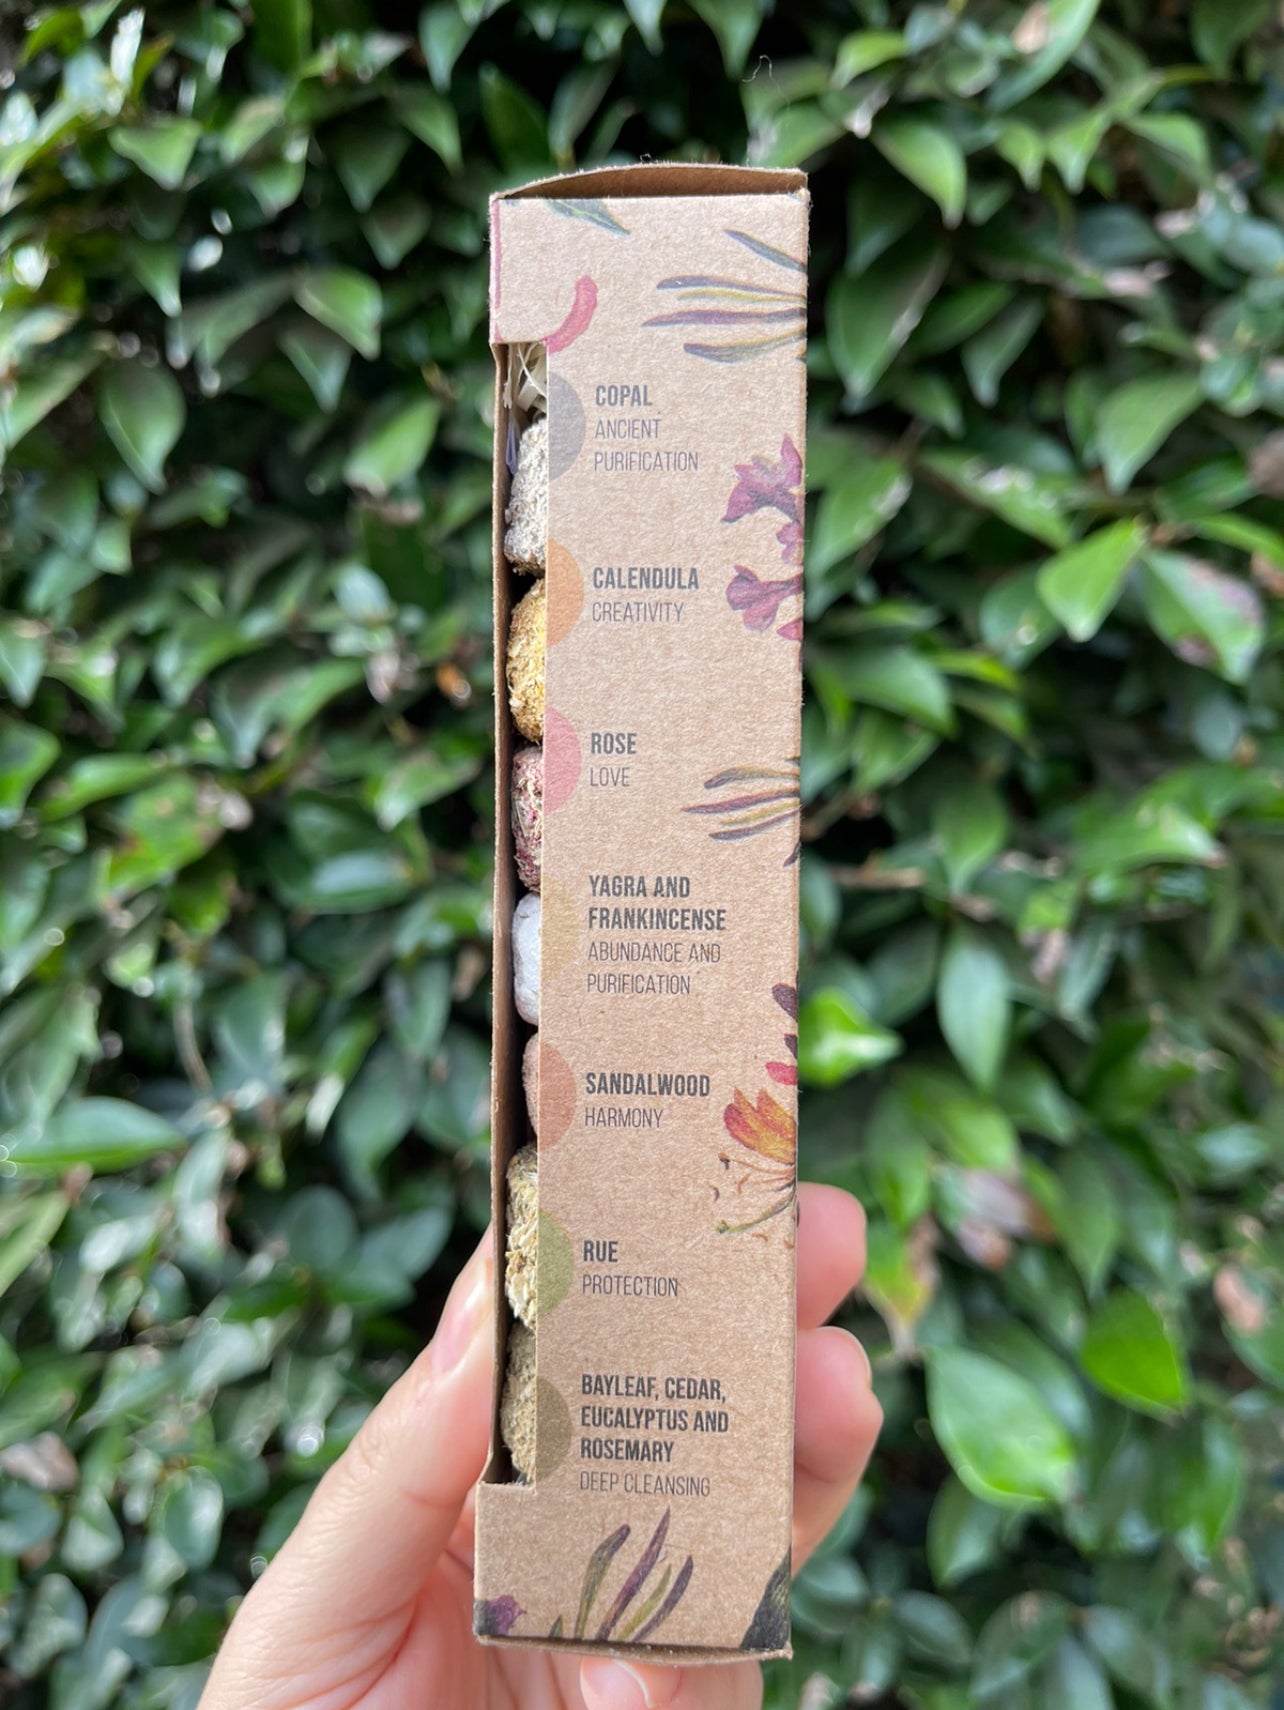 COPAL
ANCIENT
PURIFICATION
CALENDULA
CREATIVITY
ROSE
LOVE
YAGRA AND
FRANKINCENSE
ABUNDANCE AND
PURIFICATION
SANDALWOOD
HARMONY
RUE
PROTECTION
BAYLEAF, CEDAR,
EUCALYPTUS AND
ROSEMARY
DEEP CLEANSING